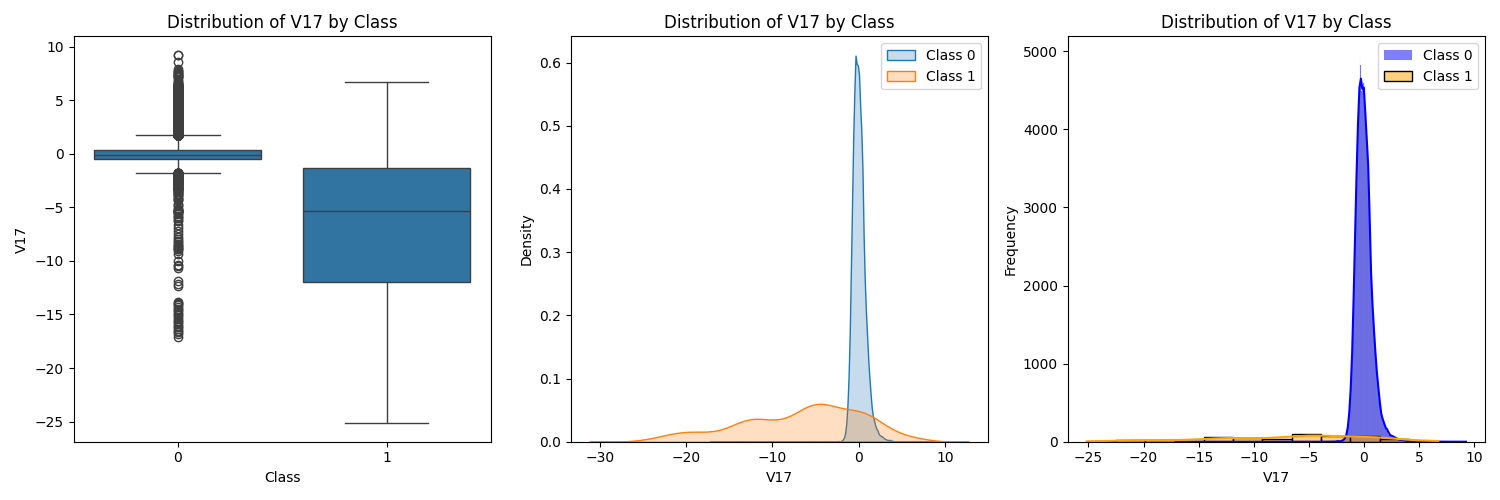 Distribution of V17 by Class
10
5
0
−5
−10
−15
−20
−25
V17
0
1
Class
Distribution of V17 by Class
Class 0
Class 1
0.6
0.5
0.4
0.3
0.2
0.1
0.0
Density
−30
−20
−10
0
10
V17
Distribution of V17 by Class
Class 0
Class 1
5000
4000
3000
2000
1000
0
Frequency
−25
−20
−15
−10
−5
0
5
10
V17